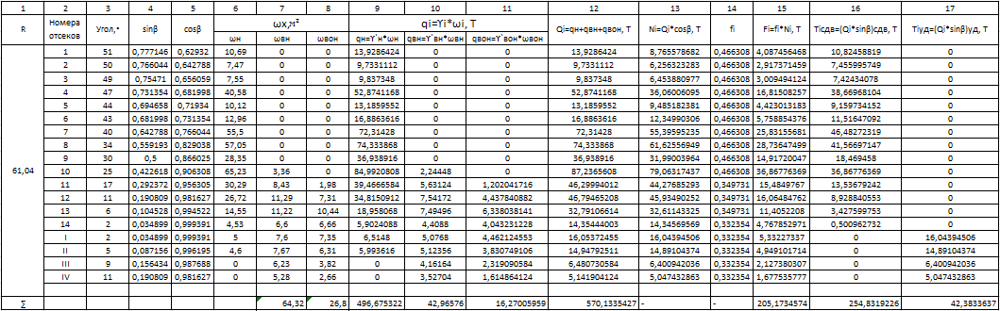 1 2 3 4 5 6 7 8 9 10 11 12 13 14 15 16 17
R Номера отсеков Угол,° sinβ cosβ ωx,м² qi=ϒi*ωi, Т Qi=qн+qвн+qвон, Т Ni=Qi*cosβ, Т fi Fi=fi*Ni, Т Tiсдв=(Qi*sinβ)сдв, Т Tiуд=(Qi*sinβ)уд, Т
ωн ωвн ωвон qн=ϒ'н*ωн qвн=ϒ'вн*ωвн qвон=ϒ'вон*ωвон
1 51 0,777146 0,62932 10,69 0 0 13,9286424 0 0 13,9286424 8,765578682 0,466308 4,087456468 10,82458819 0
2 50 0,766044 0,642788 7,47 0 0 9,7331112 0 0 9,7331112 6,256323283 0,466308 2,917371459 7,455995749 0
3 49 0,75471 0,656059 7,55 0 0 9,837348 0 0 9,837348 6,453880977 0,466308 3,009494124 7,42434078 0
4 47 0,731354 0,681998 40,58 0 0 52,8741168 0 0 52,8741168 36,06006095 0,466308 16,81508257 38,66968104 0
5 44 0,694658 0,71934 10,12 0 0 13,1859552 0 0 13,1859552 9,485182381 0,466308 4,423013183 9,159734152 0
6 43 0,681998 0,731354 12,96 0 0 16,8863616 0 0 16,8863616 12,34990306 0,466308 5,758854376 11,51647092 0
7 40 0,642788 0,766044 55,5 0 0 72,31428 0 0 72,31428 55,39595235 0,466308 25,83155681 46,48272319 0
8 34 0,559193 0,829038 57,05 0 0 74,333868 0 0 74,333868 61,62556949 0,466308 28,73647499 41,56697147 0
9 30 0,5 0,866025 28,35 0 0 36,938916 0 0 36,938916 31,99003964 0,466308 14,91720047 18,469458 0
61,04 10 25 0,422618 0,906308 65,23 3,36 0 84,9920808 2,24448 0 87,2365608 79,06317437 0,466308 36,86776369 36,86776369 0
11 17 0,292372 0,956305 30,29 8,43 1,98 39,4666584 5,63124 1,202041716 46,29994012 44,27685293 0,349731 15,4849767 13,53679242 0
12 11 0,190809 0,981627 26,72 11,29 7,31 34,8150912 7,54172 4,437840882 46,79465208 45,93490252 0,349731 16,06484762 8,928840553 0
13 6 0,104528 0,994522 14,55 11,22 10,44 18,958068 7,49496 6,338038141 32,79106614 32,61143325 0,349731 11,4052208 3,427599753 0
14 2 0,034899 0,999391 4,53 6,6 6,66 5,9024088 4,4088 4,043231228 14,35444003 14,34569569 0,332354 4,767852971 0,500962732 0
I 2 0,034899 0,999391 5 7,6 7,35 6,5148 5,0768 4,462124553 16,05372455 16,04394506 0,332354 5,33227337 0 16,04394506
II 5 0,087156 0,996195 4,6 7,67 6,31 5,993616 5,12356 3,830749106 14,94792511 14,89104374 0,332354 4,949101714 0 14,89104374
III 9 0,156434 0,987688 0 6,23 3,82 0 4,16164 2,319090584 6,480730584 6,400942036 0,332354 2,127380307 0 6,400942036
IV 11 0,190809 0,981627 0 5,28 2,66 0 3,52704 1,614864124 5,141904124 5,047432863 0,332354 1,677535777 0 5,047432863
∑ 64,32 26,8 496,675322 42,96576 16,27005959 570,1335427 - - 205,1734574 254,8319226 42,3833637